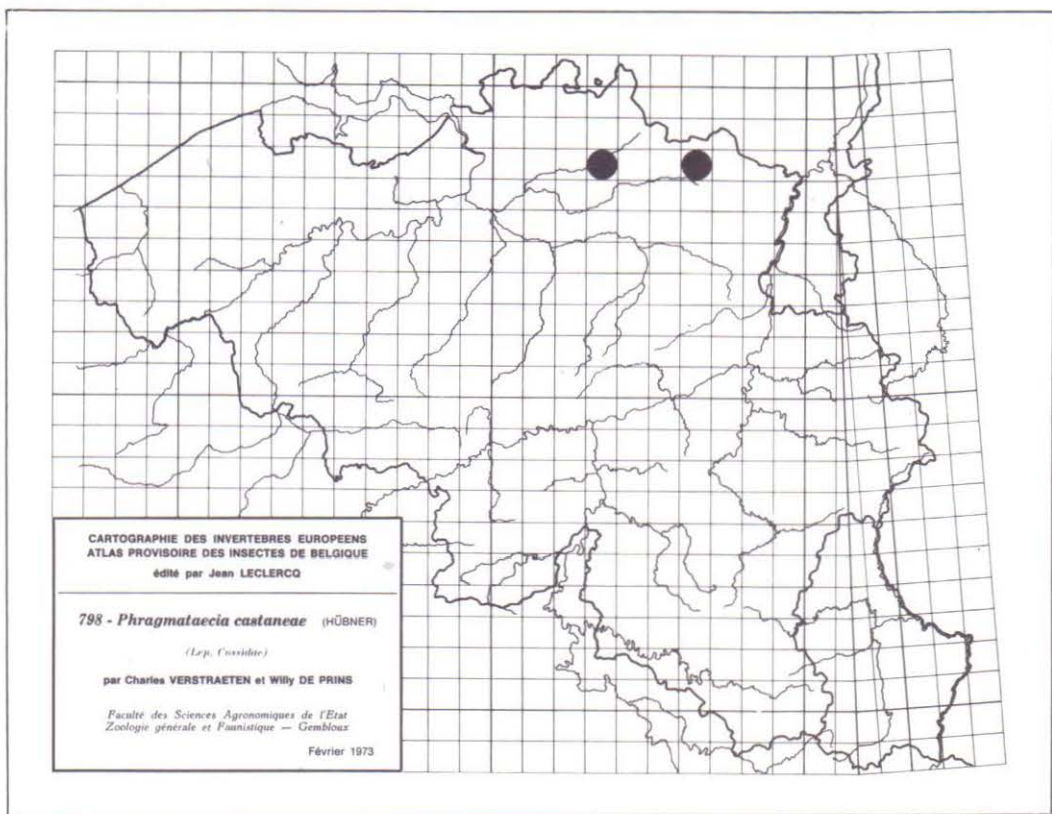 CARTOGRAPHIE DES INVERTEBRES EUROPEENS
ATLAS PROVISOIRE DES INSECTES DE BELGIQUE
édité par Jean LECLERCQ
798 - Phragmataecia castaneae (HÜBNER)
(Lep. Cossidae)
par Charles VERSTRAETEN et Willy DE PRINS
Faculté des Sciences Agronomiques de l'Etat
Zoologie générale et Faunistique — Gembloux
Février 1973